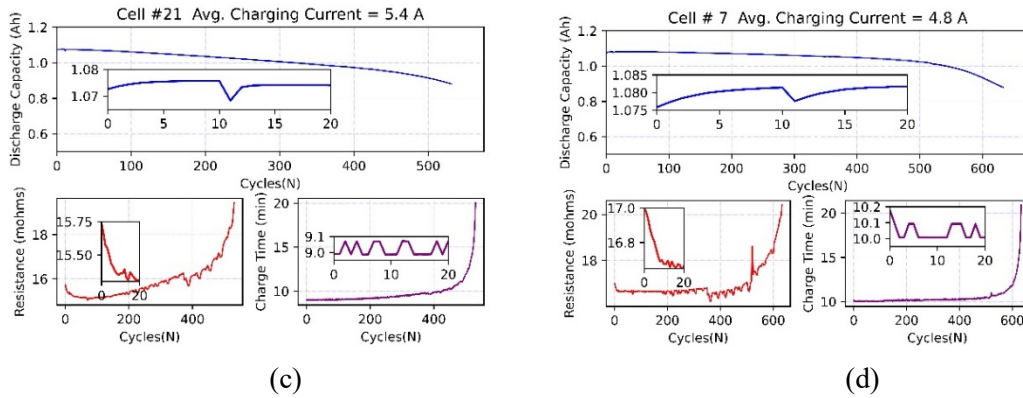 Cell #21 Avg. Charging Current = 5.4 A
Discharge Capacity (Ah)
1.2
1.0
0.8
0.6
1.08
1.07
0 5 10 15 20
0 100 200 300 400 500
Cycles(N)
Resistance (mohms)
18
16
15.75
15.50
0 20
0 200 400
Cycles(N)
Charge Time (min)
20
15
10
9.1
9.0
0 10 20
0 200 400
Cycles(N)
(c)
Cell # 7 Avg. Charging Current = 4.8 A
Discharge Capacity (Ah)
1.2
1.0
0.8
0.6
1.085
1.080
1.075
0 5 10 15 20
0 100 200 300 400 500 600
Cycles(N)
Resistance (mohms)
20
18
16
17.0
16.8
0 20
0 200 400 600
Cycles(N)
Charge Time (min)
20
15
10
10.2
10.1
10.0
0 10 20
0 200 400 600
Cycles(N)
(d)